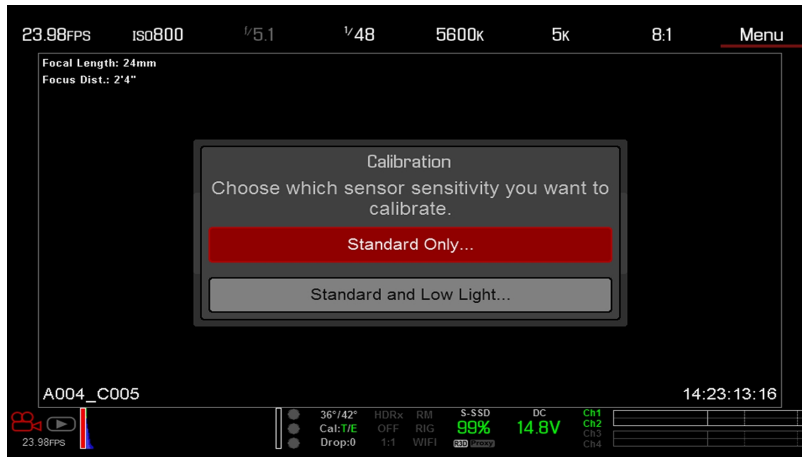 23.98FPS ISO800 1/5.1 1/48 5600K 5K 8:1 Menu
Focal Length: 24mm
Focus Dist.: 2'4"
Calibration
Choose which sensor sensitivity you want to
calibrate.
Standard Only...
Standard and Low Light...
A004_C005 14:23:13:16
36°/42° HDRx RM S-SSD DC Ch1
Cal:T/E OFF RIG 99% 14.8V Ch2
Ch3
23.98FPS Drop:0 1:1 WIFI R3D Proxy Ch4